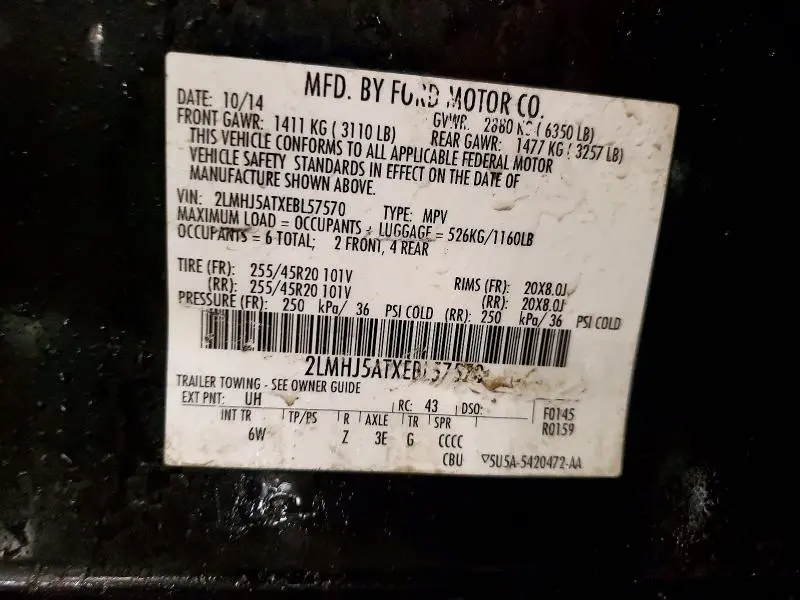 MFD. BY FORD MOTOR CO.
DATE: 10/14 GVWR: 2880 KG ( 6350 LB)
FRONT GAWR: 1411 KG ( 3110 LB) REAR GAWR: 1477 KG ( 3257 LB)
THIS VEHICLE CONFORMS TO ALL APPLICABLE FEDERAL MOTOR
VEHICLE SAFETY STANDARDS IN EFFECT ON THE DATE OF
MANUFACTURE SHOWN ABOVE.
VIN: 2LMHJ5ATXEBL57570 TYPE: MPV
MAXIMUM LOAD = OCCUPANTS + LUGGAGE = 526KG/1160LB
OCCUPANTS = 6 TOTAL; 2 FRONT, 4 REAR
TIRE (FR): 255/45R20 101V RIMS (FR): 20X8.0J
(RR): 255/45R20 101V (RR): 20X8.0J
PRESSURE (FR): 250 kPa/ 36 PSI COLD (RR): 250 kPa/ 36 PSI COLD
2LMHJ5ATXEBL57570
TRAILER TOWING - SEE OWNER GUIDE
EXT PNT: UH RC: 43 DSO: F0145
INT TR TP/PS R AXLE TR SPR R0159
6W Z 3E G CCCC
CBU ▽5U5A-5420472-AA